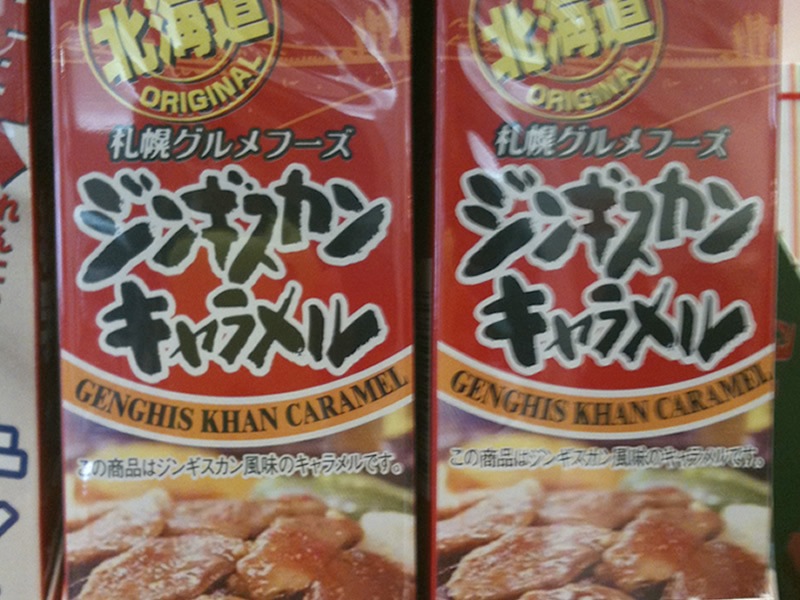 北海道
ORIGINAL
札幌グルメフーズ
ジンギスカン
キャラメル
GENGHIS KHAN CARAMEL
この商品はジンギスカン風味のキャラメルです。
北海道
ORIGINAL
札幌グルメフーズ
ジンギスカン
キャラメル
GENGHIS KHAN CARAMEL
この商品はジンギスカン風味のキャラメルです。